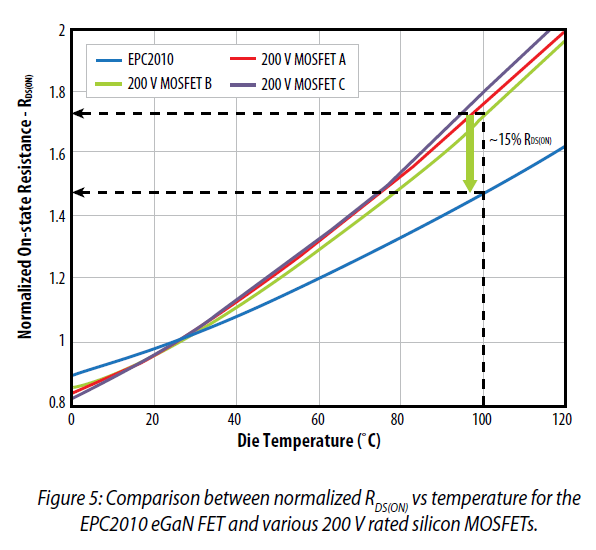 2
1.8
1.6
1.4
1.2
1
0.8
Normalized On-state Resistance - RDS(ON)
EPC2010
200 V MOSFET A
200 V MOSFET B
200 V MOSFET C
~15% RDS(ON)
0 20 40 60 80 100 120
Die Temperature (˚C)
Figure 5: Comparison between normalized RDS(ON) vs temperature for the
EPC2010 eGaN FET and various 200 V rated silicon MOSFETs.